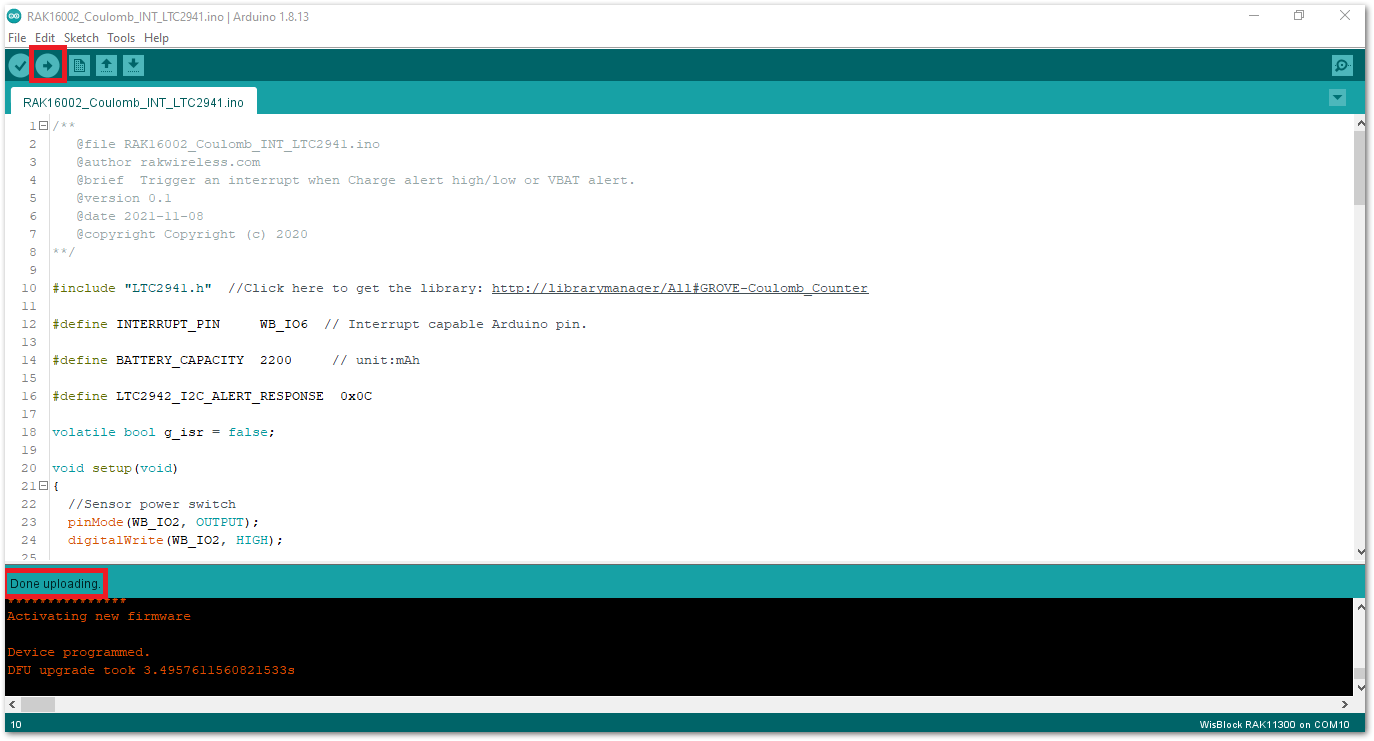 RAK16002_Coulomb_INT_LTC2941.ino | Arduino 1.8.13
File Edit Sketch Tools Help
RAK16002_Coulomb_INT_LTC2941.ino
1 /**
2 @file RAK16002_Coulomb_INT_LTC2941.ino
3 @author rakwireless.com
4 @brief  Trigger an interrupt when Charge alert high/low or VBAT alert.
5 @version 0.1
6 @date 2021-11-08
7 @copyright Copyright (c) 2020
8 **/
9
10 #include "LTC2941.h"  //Click here to get the library: http://librarymanager/All#GROVE-Coulomb_Counter
11
12 #define INTERRUPT_PIN     WB_IO6  // Interrupt capable Arduino pin.
13
14 #define BATTERY_CAPACITY  2200     // unit:mAh
15
16 #define LTC2942_I2C_ALERT_RESPONSE  0x0C
17
18 volatile bool g_isr = false;
19
20 void setup(void)
21 {
22 //Sensor power switch
23 pinMode(WB_IO2, OUTPUT);
24 digitalWrite(WB_IO2, HIGH);
25
Done uploading.
***************
Activating new firmware
Device programmed.
DFU upgrade took 3.4957611560821533s
10
WisBlock RAK11300 on COM10